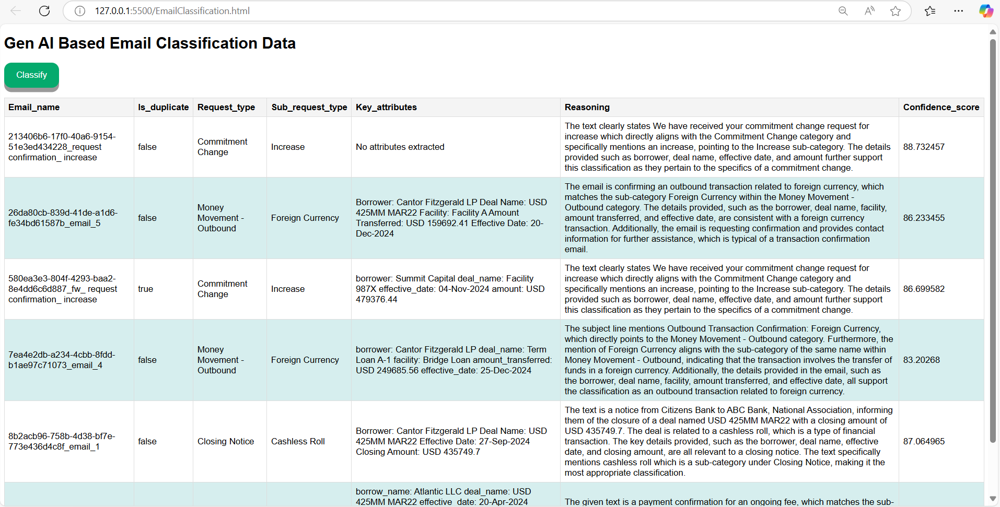 127.0.0.1:5500/EmailClassification.html
Gen AI Based Email Classification Data
Classify
Email_name Is_duplicate Request_type Sub_request_type Key_attributes Reasoning Confidence_score
213406b6-17f0-40a6-9154-
51e3ed434228_request
confirmation_ increase
false
Commitment
Change
Increase
No attributes extracted
The text clearly states We have received your commitment change request for
increase which directly aligns with the Commitment Change category and
specifically mentions an increase, pointing to the Increase sub-category. The details
provided such as borrower, deal name, effective date, and amount further support
this classification as they pertain to the specifics of a commitment change.
88.732457
26da80cb-839d-41de-a1d6-
fe34bd61587b_email_5
false
Money
Movement -
Outbound
Foreign Currency
Borrower: Cantor Fitzgerald LP Deal Name: USD
425MM MAR22 Facility: Facility A Amount
Transferred: USD 159692.41 Effective Date: 20-
Dec-2024
The email is confirming an outbound transaction related to foreign currency, which
matches the sub-category Foreign Currency within the Money Movement -
Outbound category. The details provided, such as the borrower, deal name, facility,
amount transferred, and effective date, are consistent with a foreign currency
transaction. Additionally, the email is requesting confirmation and provides contact
information for further assistance, which is typical of a transaction confirmation
email.
86.233455
580ea3e3-804f-4293-baa2-
8e4dd6c6d887_fw_ request
confirmation_ increase
true
Commitment
Change
Increase
borrower: Summit Capital deal_name: Facility
987X effective_date: 04-Nov-2024 amount: USD
479376.44
The text clearly states We have received your commitment change request for
increase which directly aligns with the Commitment Change category and
specifically mentions an increase, pointing to the Increase sub-category. The details
provided such as borrower, deal name, effective date, and amount further support
this classification as they pertain to the specifics of a commitment change.
86.699582
7ea4e2db-a234-4cbb-8fdd-
b1ae97c71073_email_4
false
Money
Movement -
Outbound
Foreign Currency
borrower: Cantor Fitzgerald LP deal_name: Term
Loan A-1 facility: Bridge Loan amount_transferred:
USD 249685.56 effective_date: 25-Dec-2024
The subject line mentions Outbound Transaction Confirmation: Foreign Currency,
which directly points to the Money Movement - Outbound category. Furthermore, the
mention of Foreign Currency aligns with the sub-category of the same name within
Money Movement - Outbound, indicating that the transaction involves the transfer of
funds in a foreign currency. Additionally, the details provided in the email, such as
the borrower, deal name, facility, amount transferred, and effective date, all support
the classification as an outbound transaction related to foreign currency.
83.20268
8b2acb96-758b-4d38-bf7e-
773e436d4c8f_email_1
false
Closing Notice
Cashless Roll
Borrower: Cantor Fitzgerald LP Deal Name: USD
425MM MAR22 Effective Date: 27-Sep-2024
Closing Amount: USD 435749.7
The text is a notice from Citizens Bank to ABC Bank, National Association, informing
them of the closure of a deal named USD 425MM MAR22 with a closing amount of
USD 435749.7. The deal is related to a cashless roll, which is a type of financial
transaction. The key details provided, such as the borrower, deal name, effective
date, and closing amount, are all relevant to a closing notice. The text specifically
mentions cashless roll which is a sub-category under Closing Notice, making it the
most appropriate classification.
87.064965
borrow_name: Atlantic LLC deal_name: USD
425MM MAR22 effective_date: 20-Apr-2024
The given text is a payment confirmation for an ongoing fee, which matches the sub-